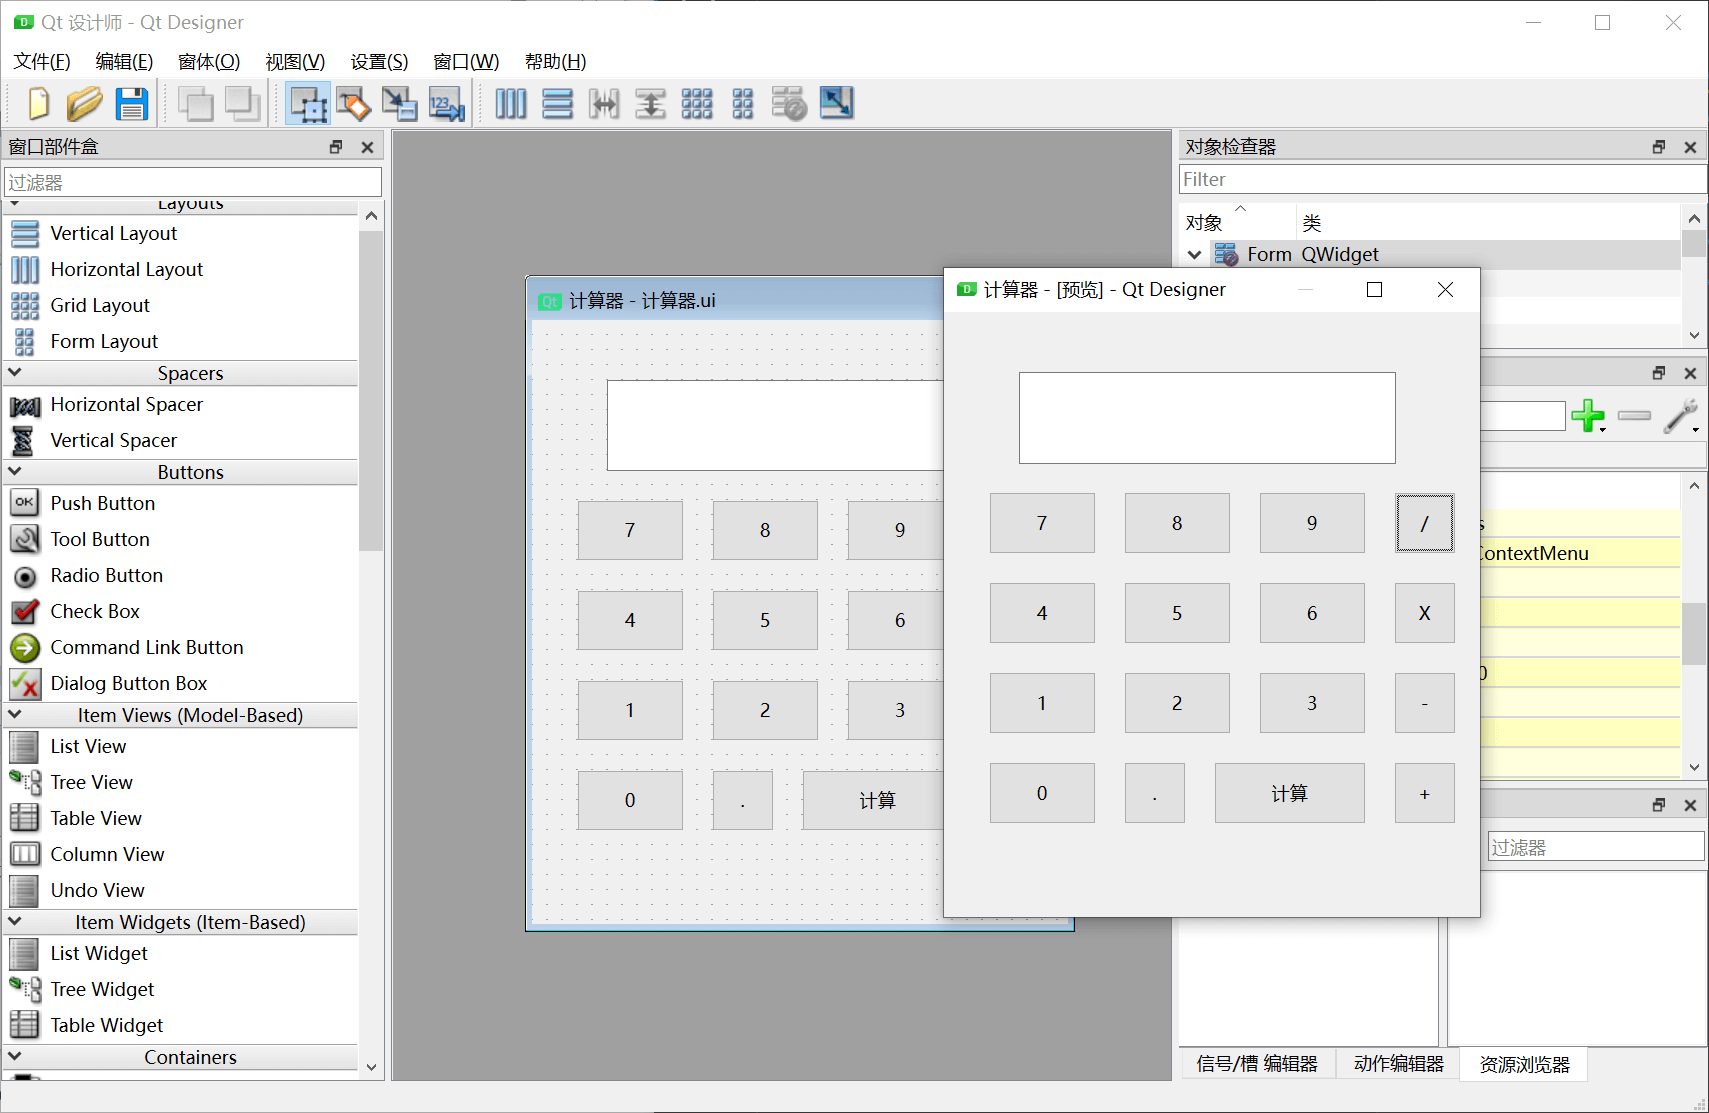 Qt 设计师 - Qt Designer
文件(F) 编辑(E) 窗体(O) 视图(V) 设置(S) 窗口(W) 帮助(H)
窗口部件盒
过滤器
Layouts
Vertical Layout
Horizontal Layout
Grid Layout
Form Layout
Spacers
Horizontal Spacer
Vertical Spacer
Buttons
OK Push Button
Tool Button
Radio Button
Check Box
Command Link Button
Dialog Button Box
Item Views (Model-Based)
List View
Tree View
Table View
Column View
Undo View
Item Widgets (Item-Based)
List Widget
Tree Widget
Table Widget
Containers
Qt 计算器 - 计算器.ui
7 8 9
4 5 6
1 2 3
0 . 计算
计算器 - [预览] - Qt Designer
7 8 9 /
4 5 6 X
1 2 3 -
0 . 计算 +
对象检查器
Filter
对象 类
Form QWidget
s
ContextMenu
0
过滤器
信号/槽 编辑器 动作编辑器 资源浏览器